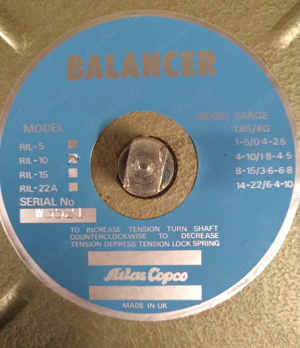 BALANCER
MODEL
RIL-5
RIL-10
RIL-15
RIL-22A
SERIAL No
MODEL RANGE
LBS/KG
1-5/0·4-2·5
4-10/1·8-4·5
8-15/3·6-6·8
14-22/6·4-10
TO INCREASE TENSION TURN SHAFT
COUNTERCLOCKWISE TO DECREASE
TENSION DEPRESS TENSION LOCK SPRING
Atlas Copco
MADE IN UK